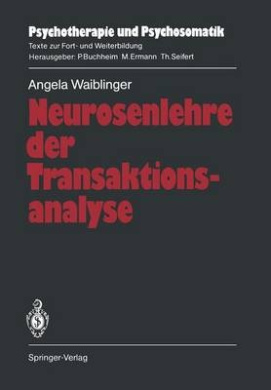 Psychotherapie und Psychosomatik
Texte zur Fort- und Weiterbildung
Herausgeber: P.Buchheim M.Ermann Th.Seifert
Angela Waiblinger
Neurosenlehre
der
Transaktions-
analyse
Springer-Verlag